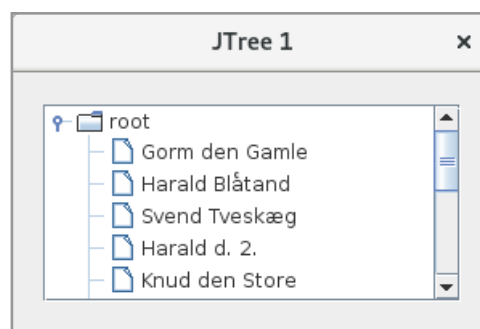 JTree 1
root
Gorm den Gamle
Harald Blåtand
Svend Tveskæg
Harald d. 2.
Knud den Store